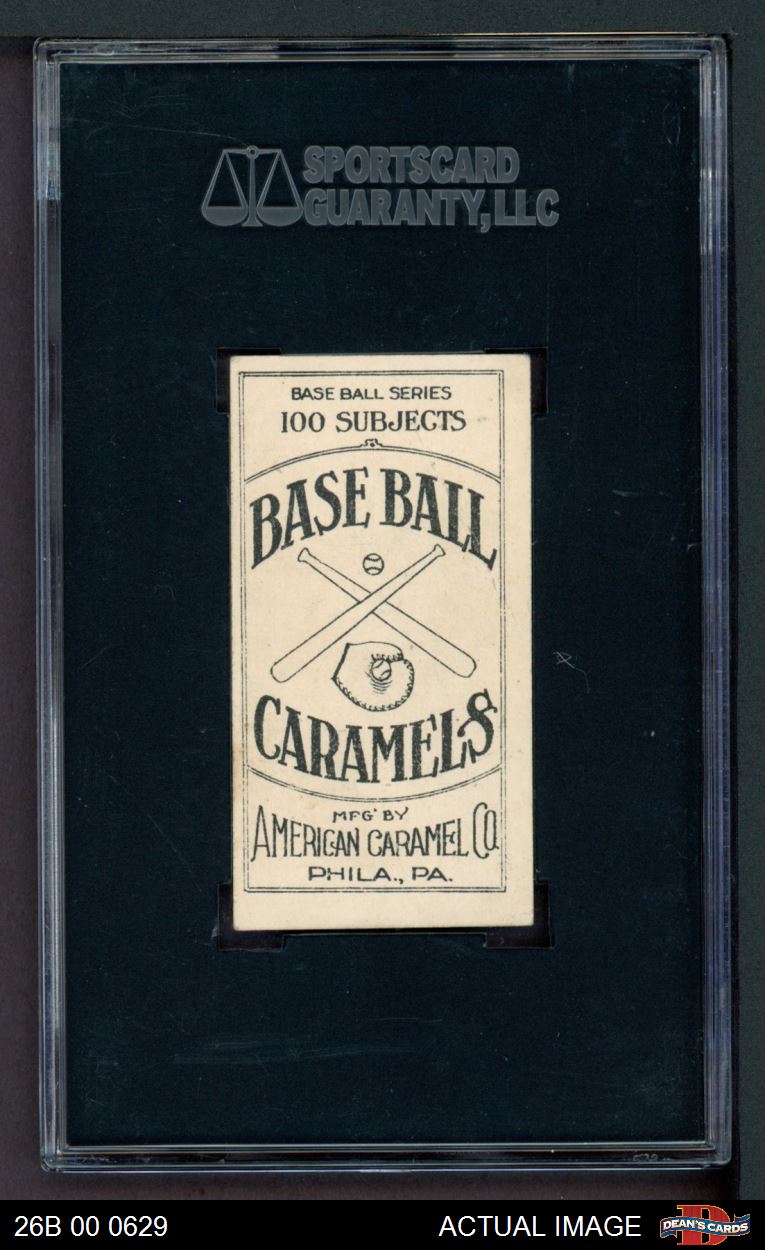 SPORTSCARD
GUARANTY, LLC
BASE BALL SERIES
100 SUBJECTS
BASE BALL
CARAMELS
MFG' BY
AMERICAN CARAMEL CO.
PHILA., PA.
26B 00 0629
ACTUAL IMAGE
DEAN'S CARDS